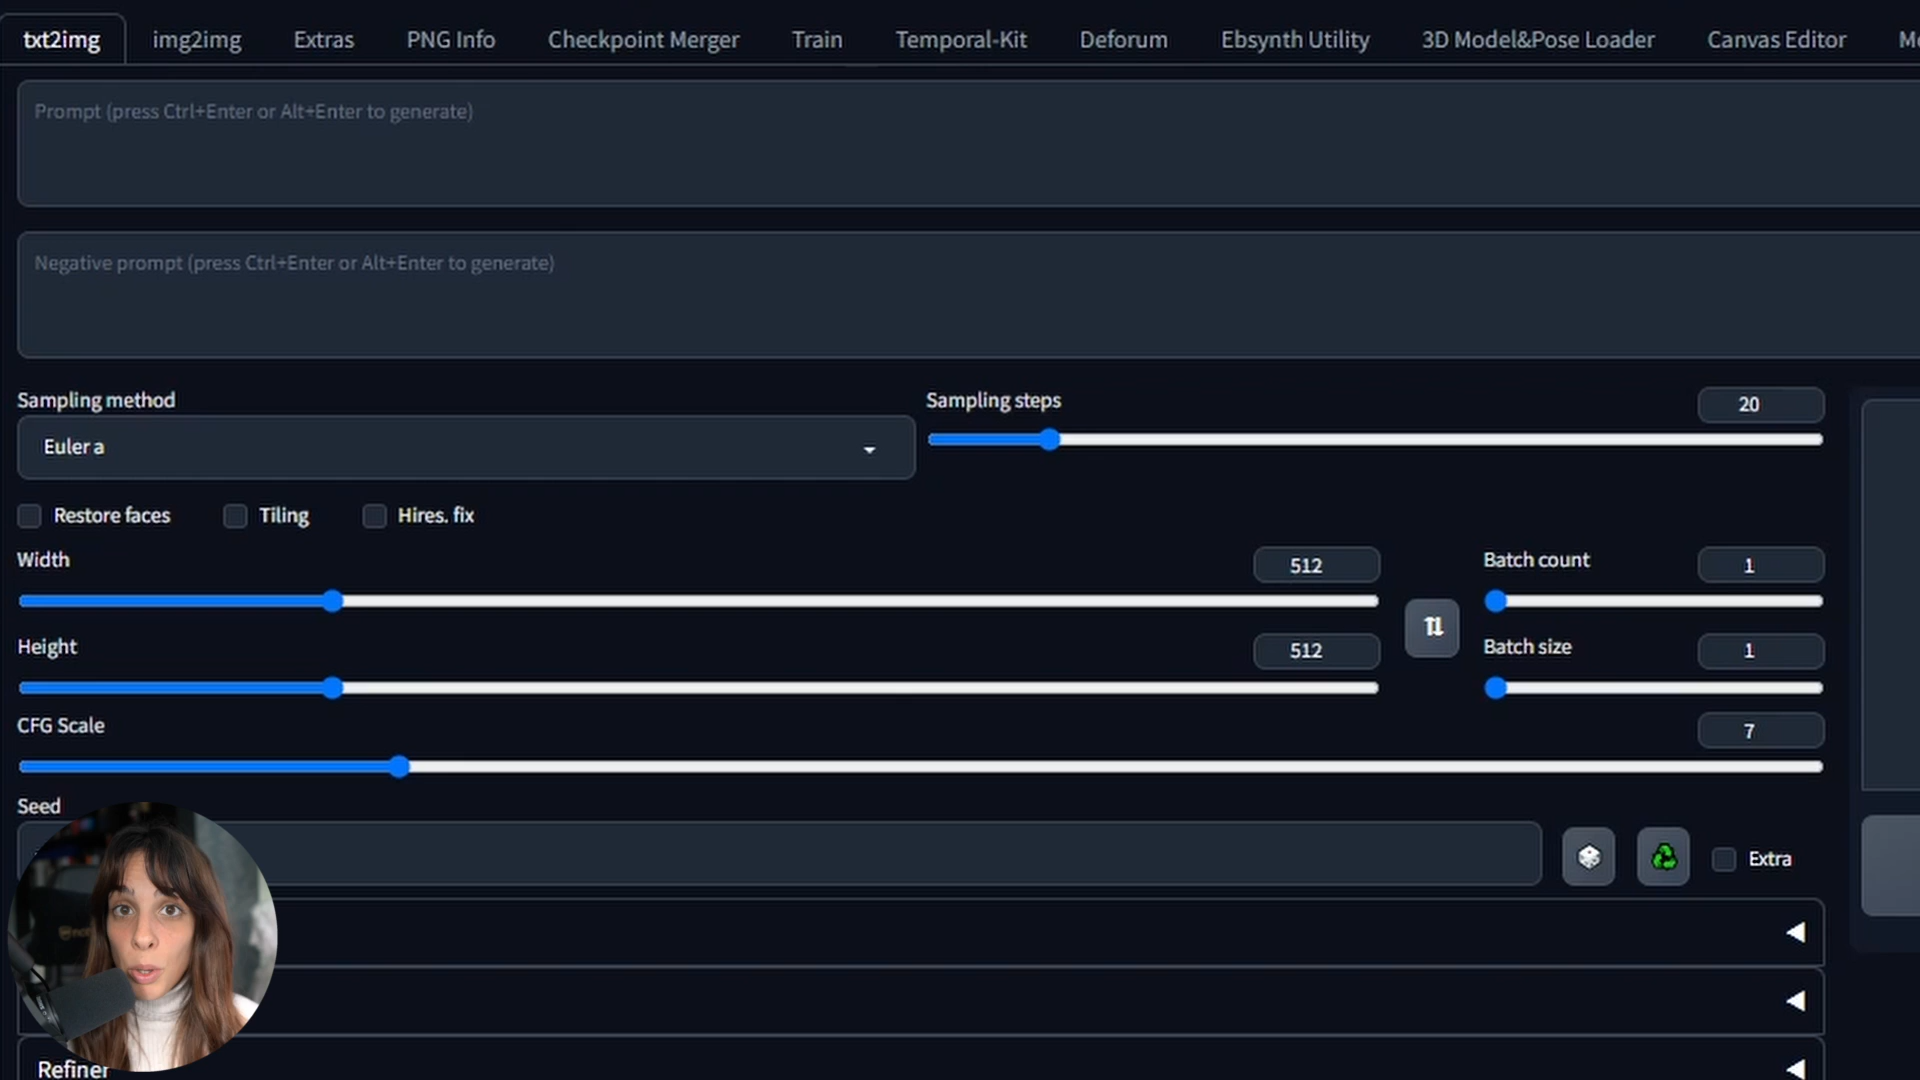 txt2img img2img Extras PNG Info Checkpoint Merger Train Temporal-Kit Deforum Ebsynth Utility 3D Model&Pose Loader Canvas Editor
Prompt (press Ctrl+Enter or Alt+Enter to generate)
Negative prompt (press Ctrl+Enter or Alt+Enter to generate)
Sampling method Sampling steps 20
Euler a
Restore faces Tiling Hires. fix
Width 512 Batch count 1
Height 512 Batch size 1
CFG Scale 7
Seed
Extra
Refiner